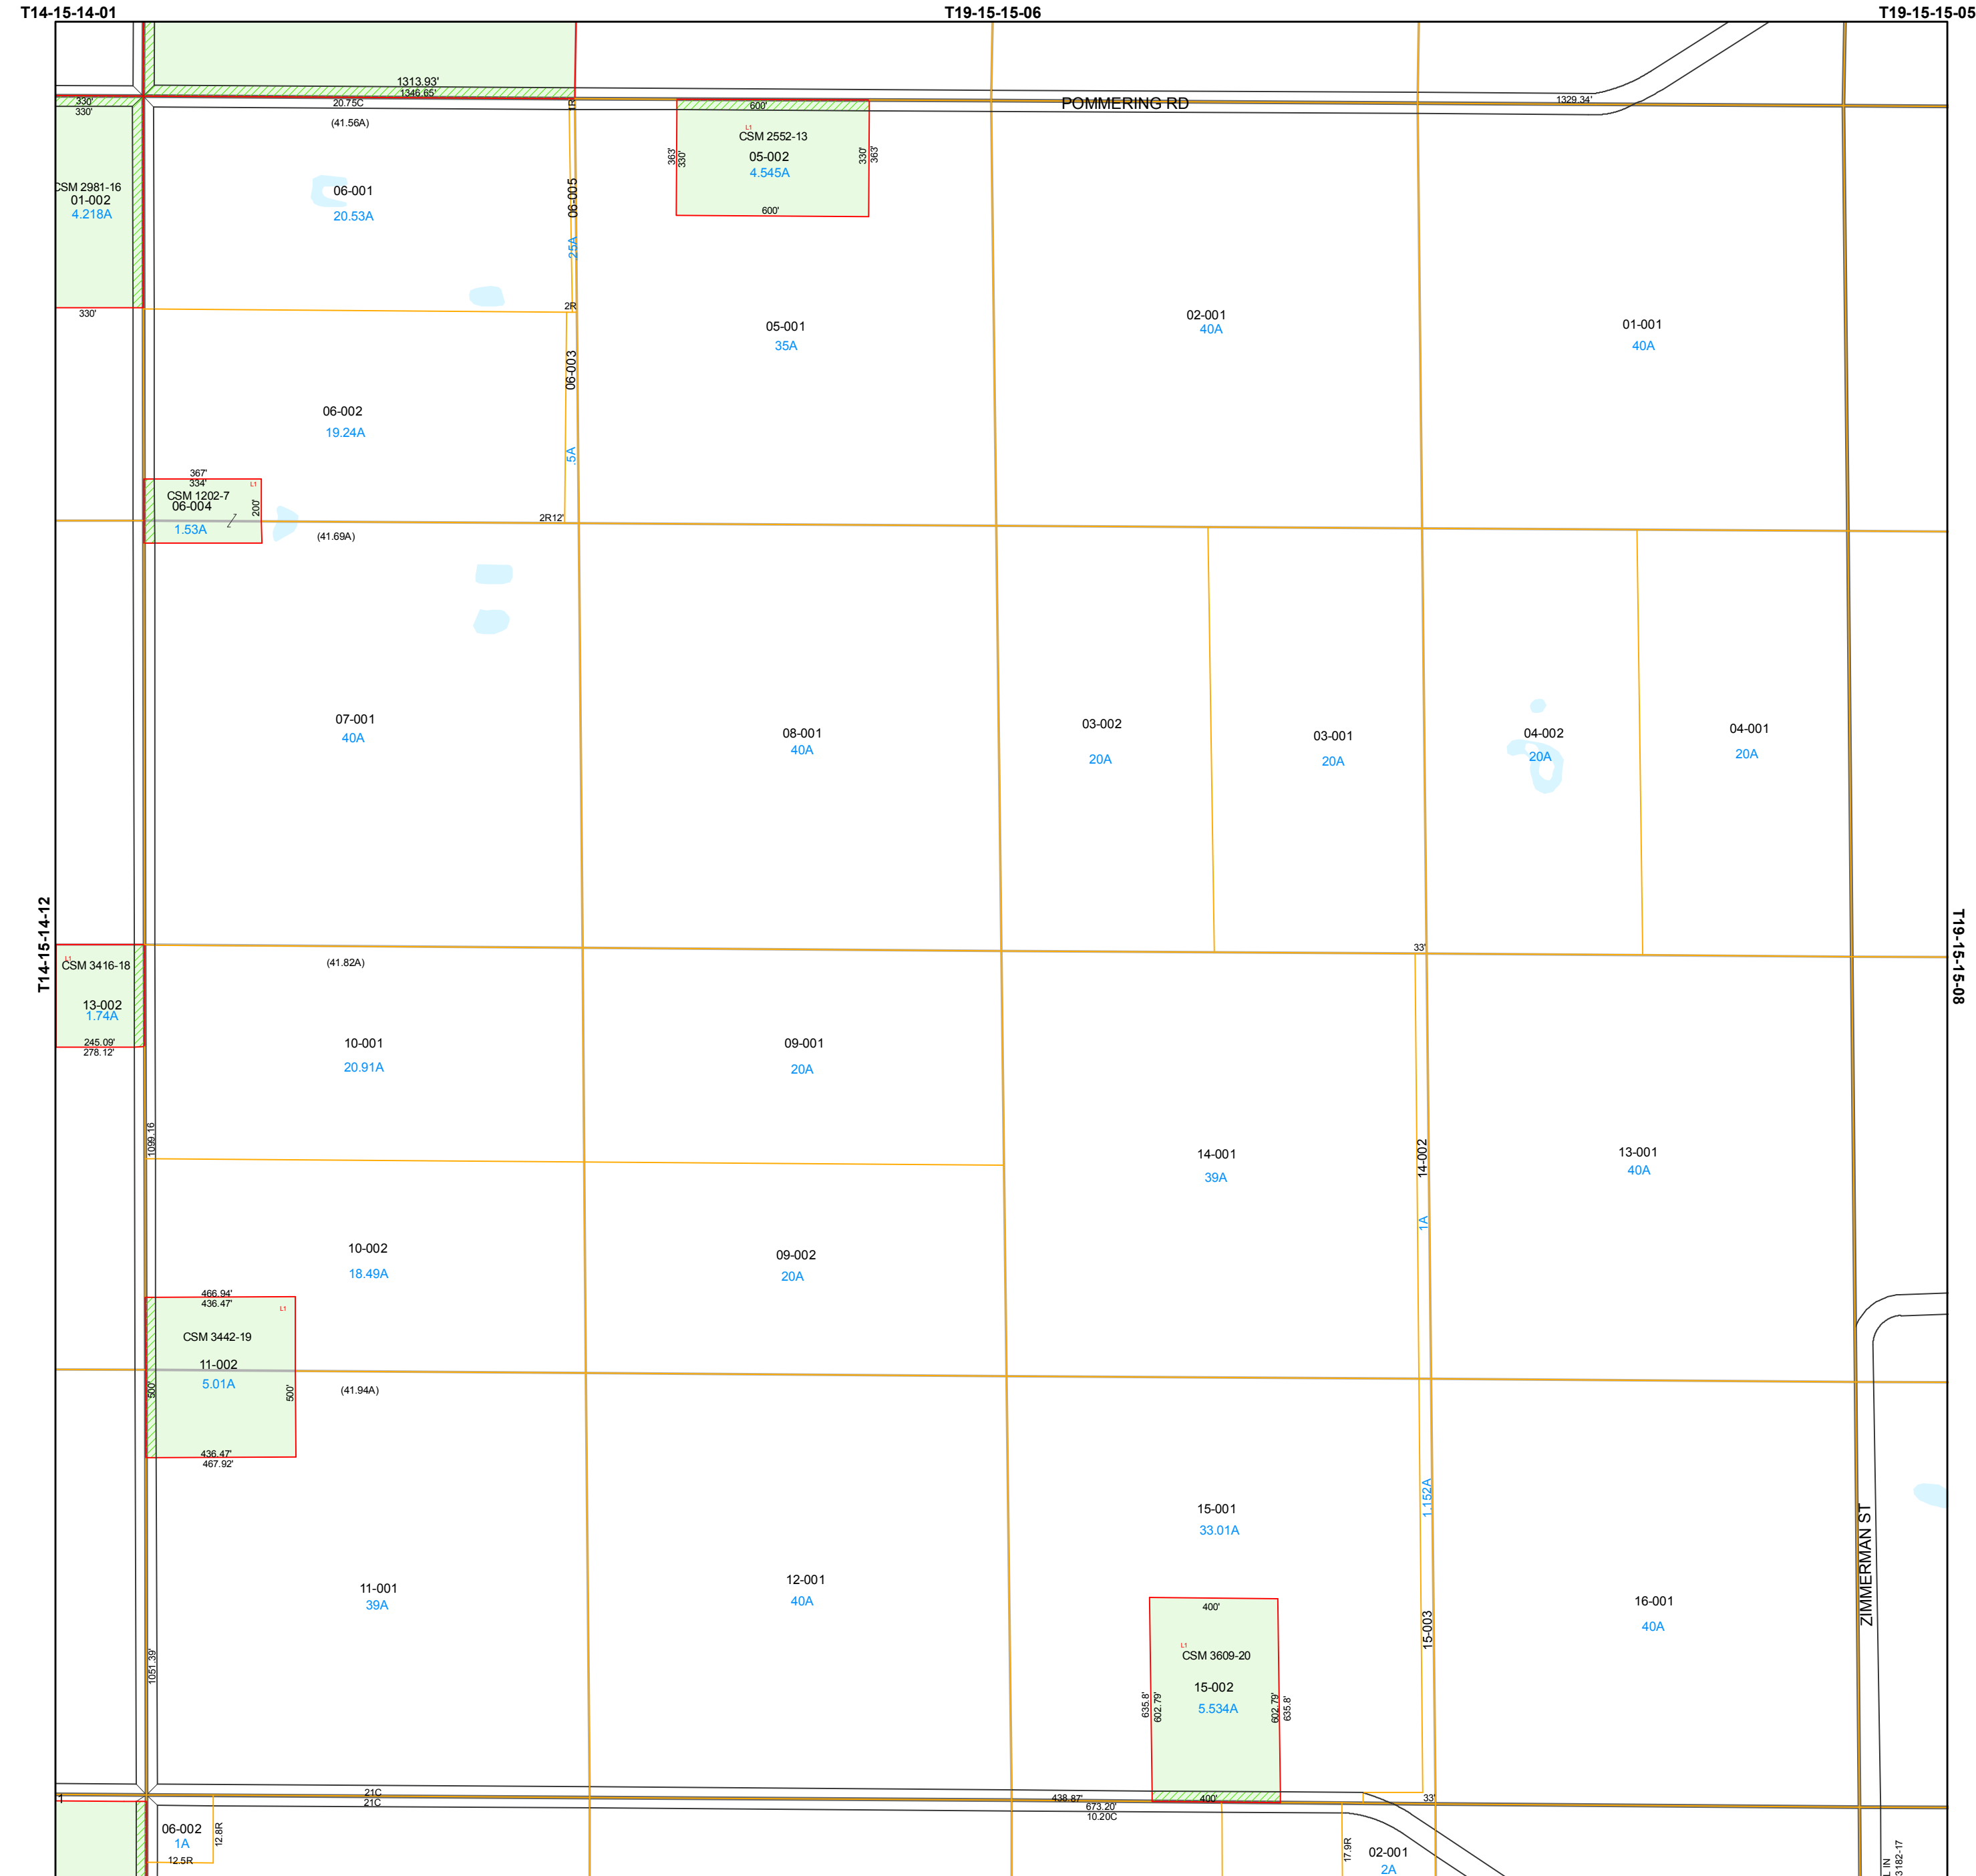 T14-15-14-01
T19-15-15-06
T19-15-15-05
1313.93'
1346.65'
330'
330'
20.75C
1R
600'
POMMERING RD
1329.34'
(41.56A)
L1
CSM 2552-13
05-002
4.545A
363'
330'
330'
363'
600'
CSM 2981-16
01-002
4.218A
06-001
20.53A
06-005
.25A
330'
2R
05-001
35A
02-001
40A
01-001
40A
06-003
.5A
06-002
19.24A
367'
334'
L1
CSM 1202-7
06-004
200'
1.53A
Z
2R12'
(41.69A)
07-001
40A
08-001
40A
03-002
20A
03-001
20A
04-002
20A
04-001
20A
T14-15-14-12
T19-15-15-08
33'
L1
CSM 3416-18
13-002
1.74A
245.09'
278.12'
(41.82A)
10-001
20.91A
09-001
20A
1099.16
14-001
39A
14-002
1A
13-001
40A
10-002
18.49A
09-002
20A
466.94'
436.47'
L1
CSM 3442-19
11-002
5.01A
500'
500'
436.47'
467.92'
(41.94A)
15-001
33.01A
1.152A
15-003
11-001
39A
12-001
40A
16-001
40A
ZIMMERMAN ST
400'
L1
CSM 3609-20
15-002
5.534A
635.8'
602.79'
602.79'
635.8'
1051.39'
1
21C
21C
438.87'
400'
33'
673.20'
10.20C
06-002
1A
12.8R
12.5R
17.9R
02-001
2A
L IN
3182-17